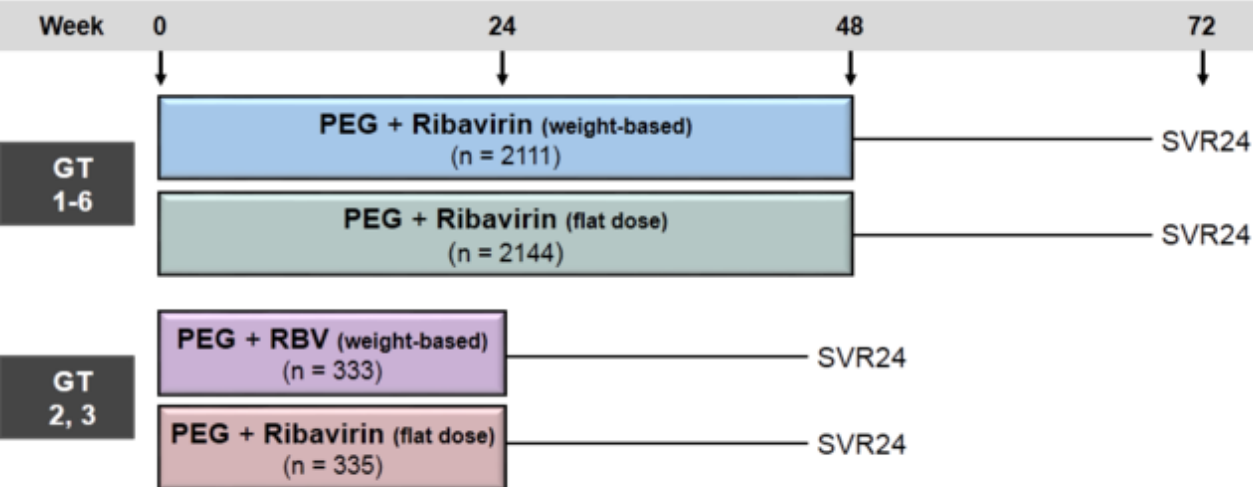 Week 0 24 48 72
GT
1-6
PEG + Ribavirin (weight-based)
(n = 2111)
SVR24
PEG + Ribavirin (flat dose)
(n = 2144)
SVR24
GT
2, 3
PEG + RBV (weight-based)
(n = 333)
SVR24
PEG + Ribavirin (flat dose)
(n = 335)
SVR24